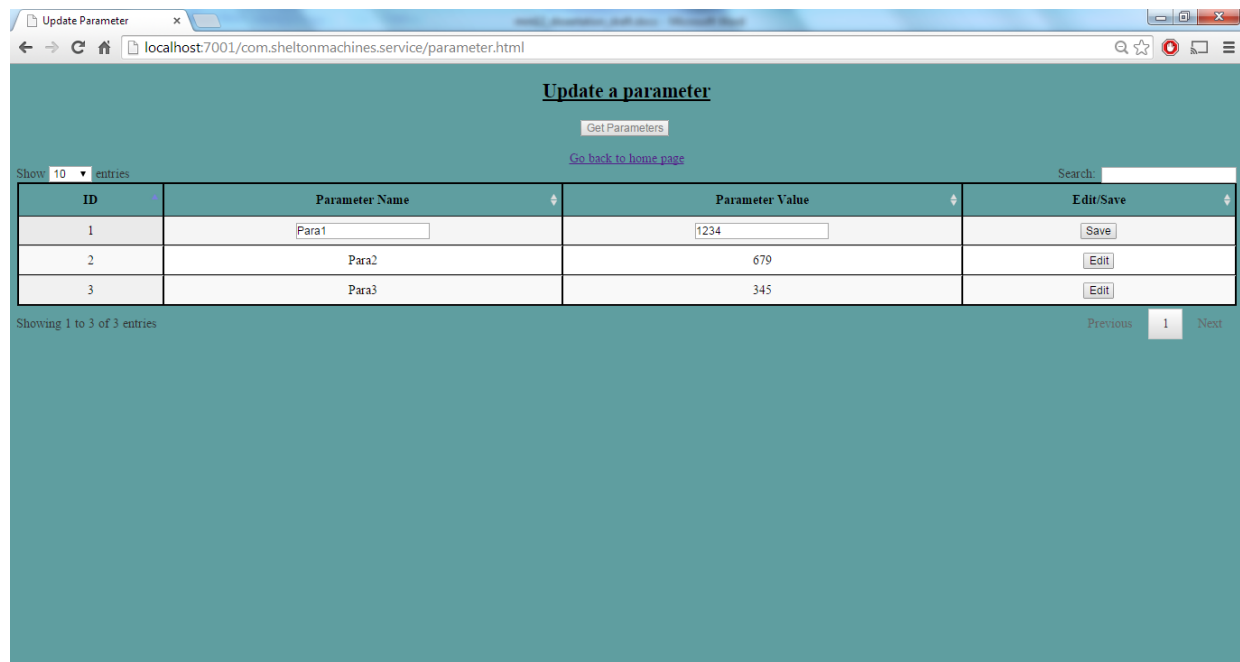 Update Parameter
localhost:7001/com.sheltonmachines.service/parameter.html
Update a parameter
Get Parameters
Go back to home page
Show 10 entries Search:
ID Parameter Name Parameter Value Edit/Save
1 Para1 1234 Save
2 Para2 679 Edit
3 Para3 345 Edit
Showing 1 to 3 of 3 entries Previous 1 Next